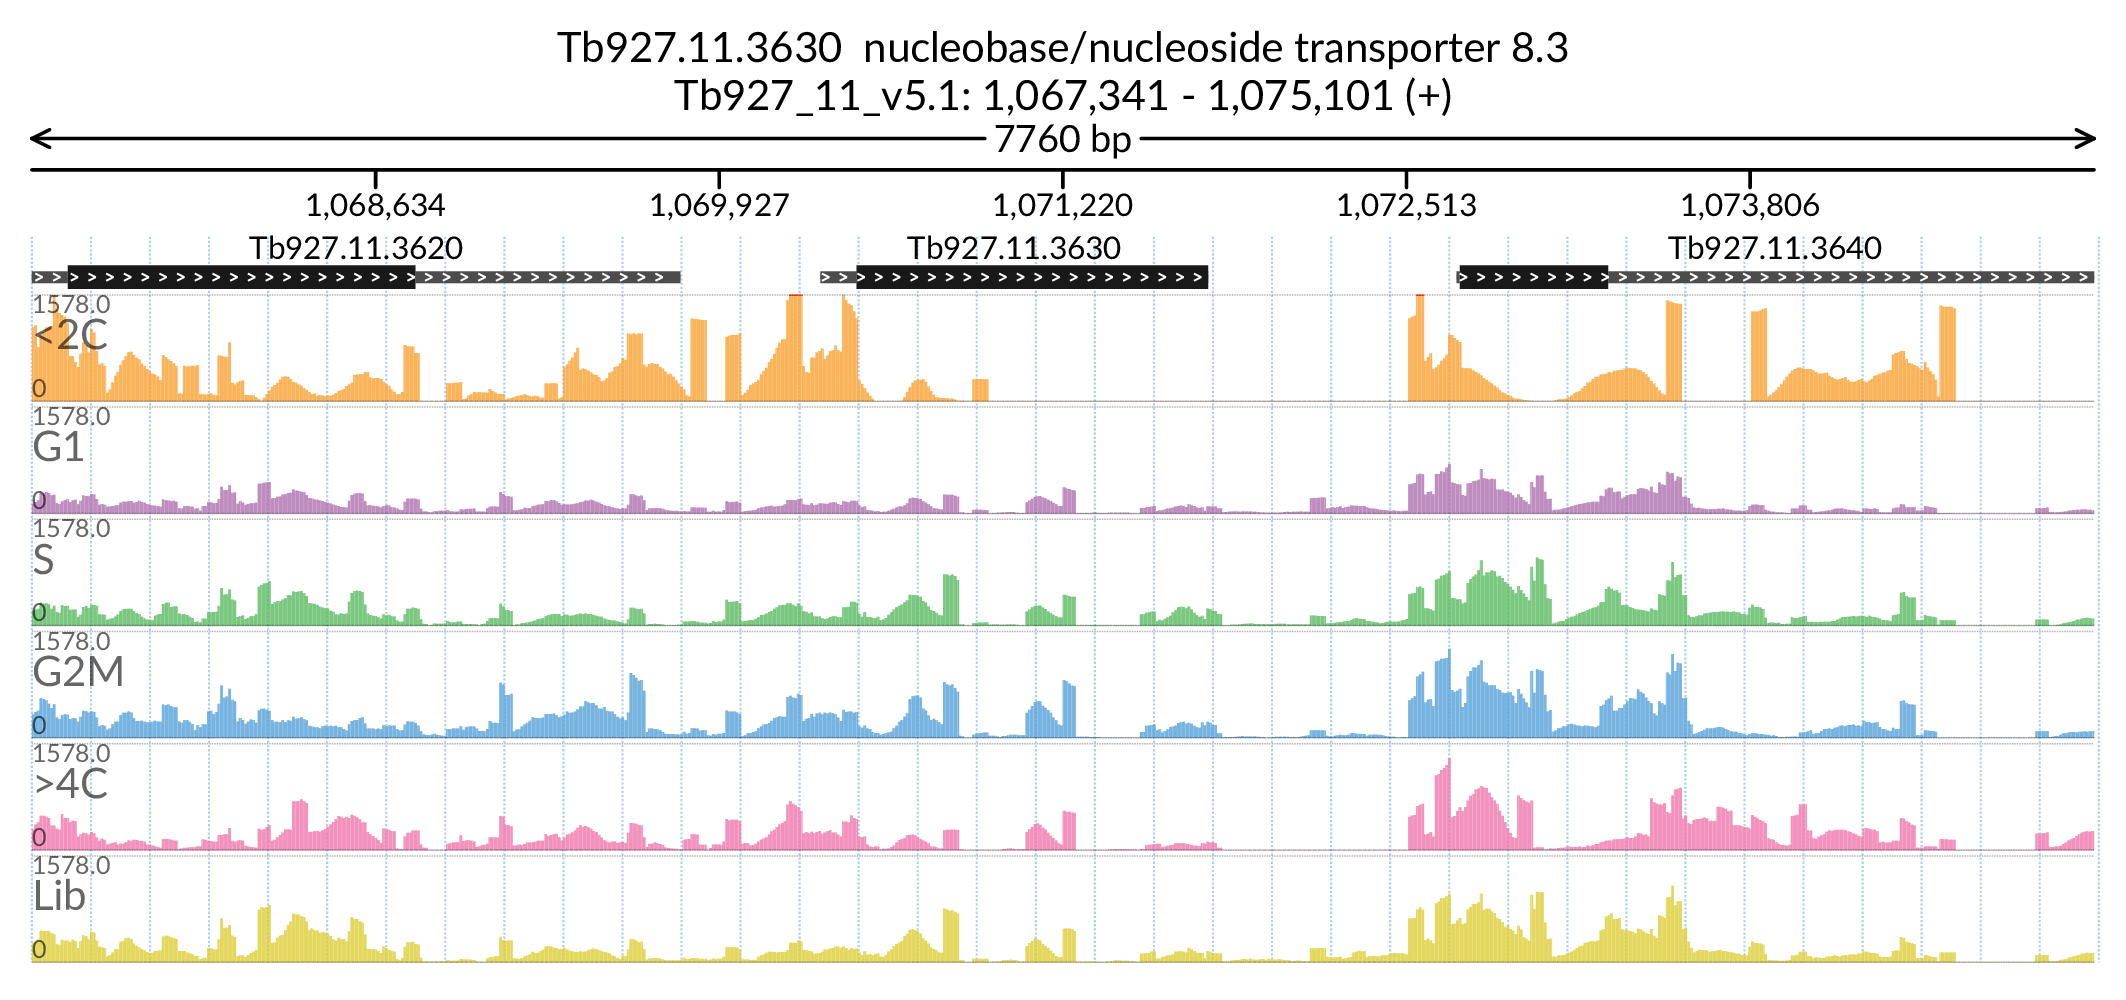 Tb927.11.3630  nucleobase/nucleoside transporter 8.3
Tb927_11_v5.1: 1,067,341 - 1,075,101 (+)
7760 bp
1,068,634 1,069,927 1,071,220 1,072,513 1,073,806
Tb927.11.3620 Tb927.11.3630 Tb927.11.3640
1578.0
<2C
0
1578.0
G1
0
1578.0
S
0
1578.0
G2M
0
1578.0
>4C
0
1578.0
Lib
0